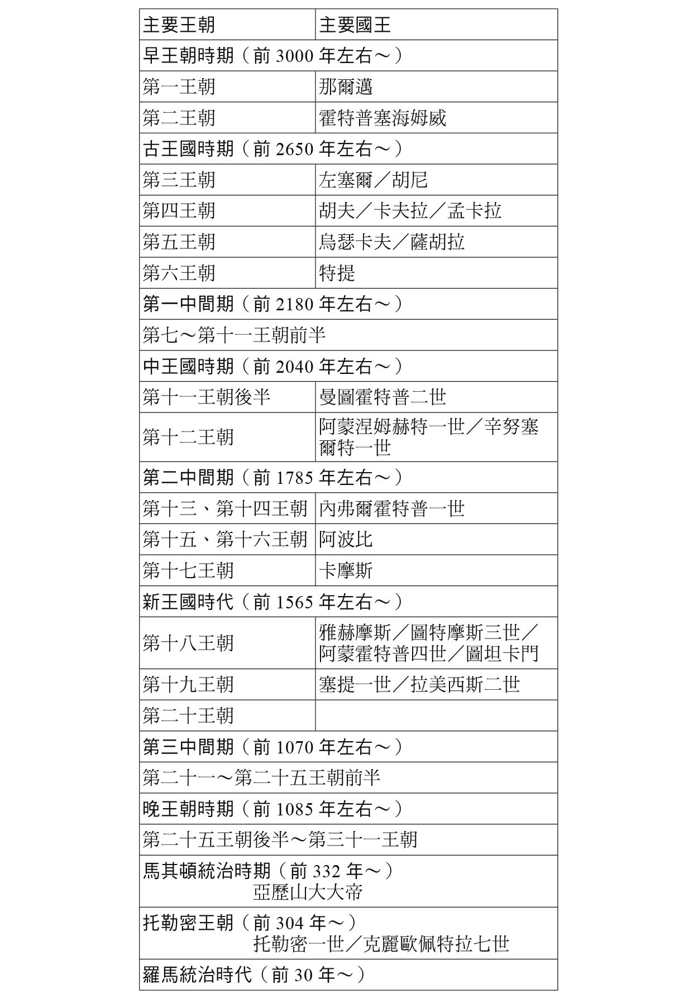 主要王朝 主要國王
早王朝時期（前 3000 年左右～）
第一王朝 那爾邁
第二王朝 霍特普塞海姆威
古王國時期（前 2650 年左右～）
第三王朝 左塞爾／胡尼
第四王朝 胡夫／卡夫拉／孟卡拉
第五王朝 烏瑟卡夫／薩胡拉
第六王朝 特提
第一中間期（前 2180 年左右～）
第七～第十一王朝前半
中王國時期（前 2040 年左右～）
第十一王朝後半 曼圖霍特普二世
第十二王朝 阿蒙涅姆赫特一世／辛努塞
爾特一世
第二中間期（前 1785 年左右～）
第十三、第十四王朝 內弗爾霍特普一世
第十五、第十六王朝 阿波比
第十七王朝 卡摩斯
新王國時代（前 1565 年左右～）
第十八王朝 雅赫摩斯／圖特摩斯三世／
阿蒙霍特普四世／圖坦卡門
第十九王朝 塞提一世／拉美西斯二世
第二十王朝
第三中間期（前 1070 年左右～）
第二十一～第二十五王朝前半
晚王朝時期（前 1085 年左右～）
第二十五王朝後半～第三十一王朝
馬其頓統治時期（前 332 年～）
亞歷山大大帝
托勒密王朝（前 304 年～）
托勒密一世／克麗歐佩特拉七世
羅馬統治時代（前 30 年～）